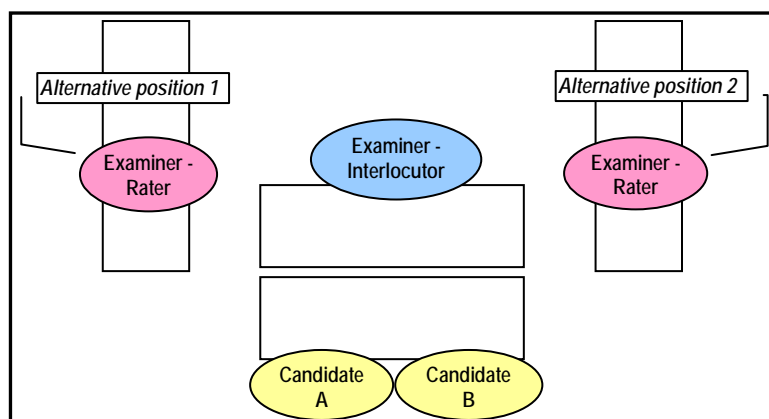 Alternative position 1
Alternative position 2
Examiner -
Rater
Examiner -
Interlocutor
Examiner -
Rater
Candidate
A
Candidate
B